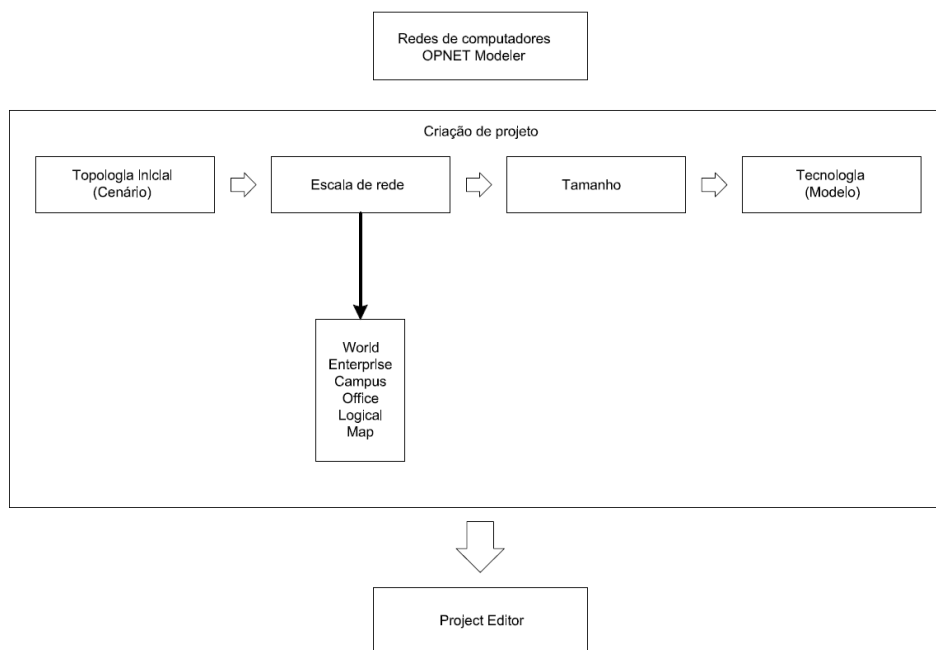 Redes de computadores
OPNET Modeler
Criação de projeto
Topologia Inicial
(Cenário)
Escala de rede
Tamanho
Tecnologia
(Modelo)
World
Enterprise
Campus
Office
Logical
Map
Project Editor